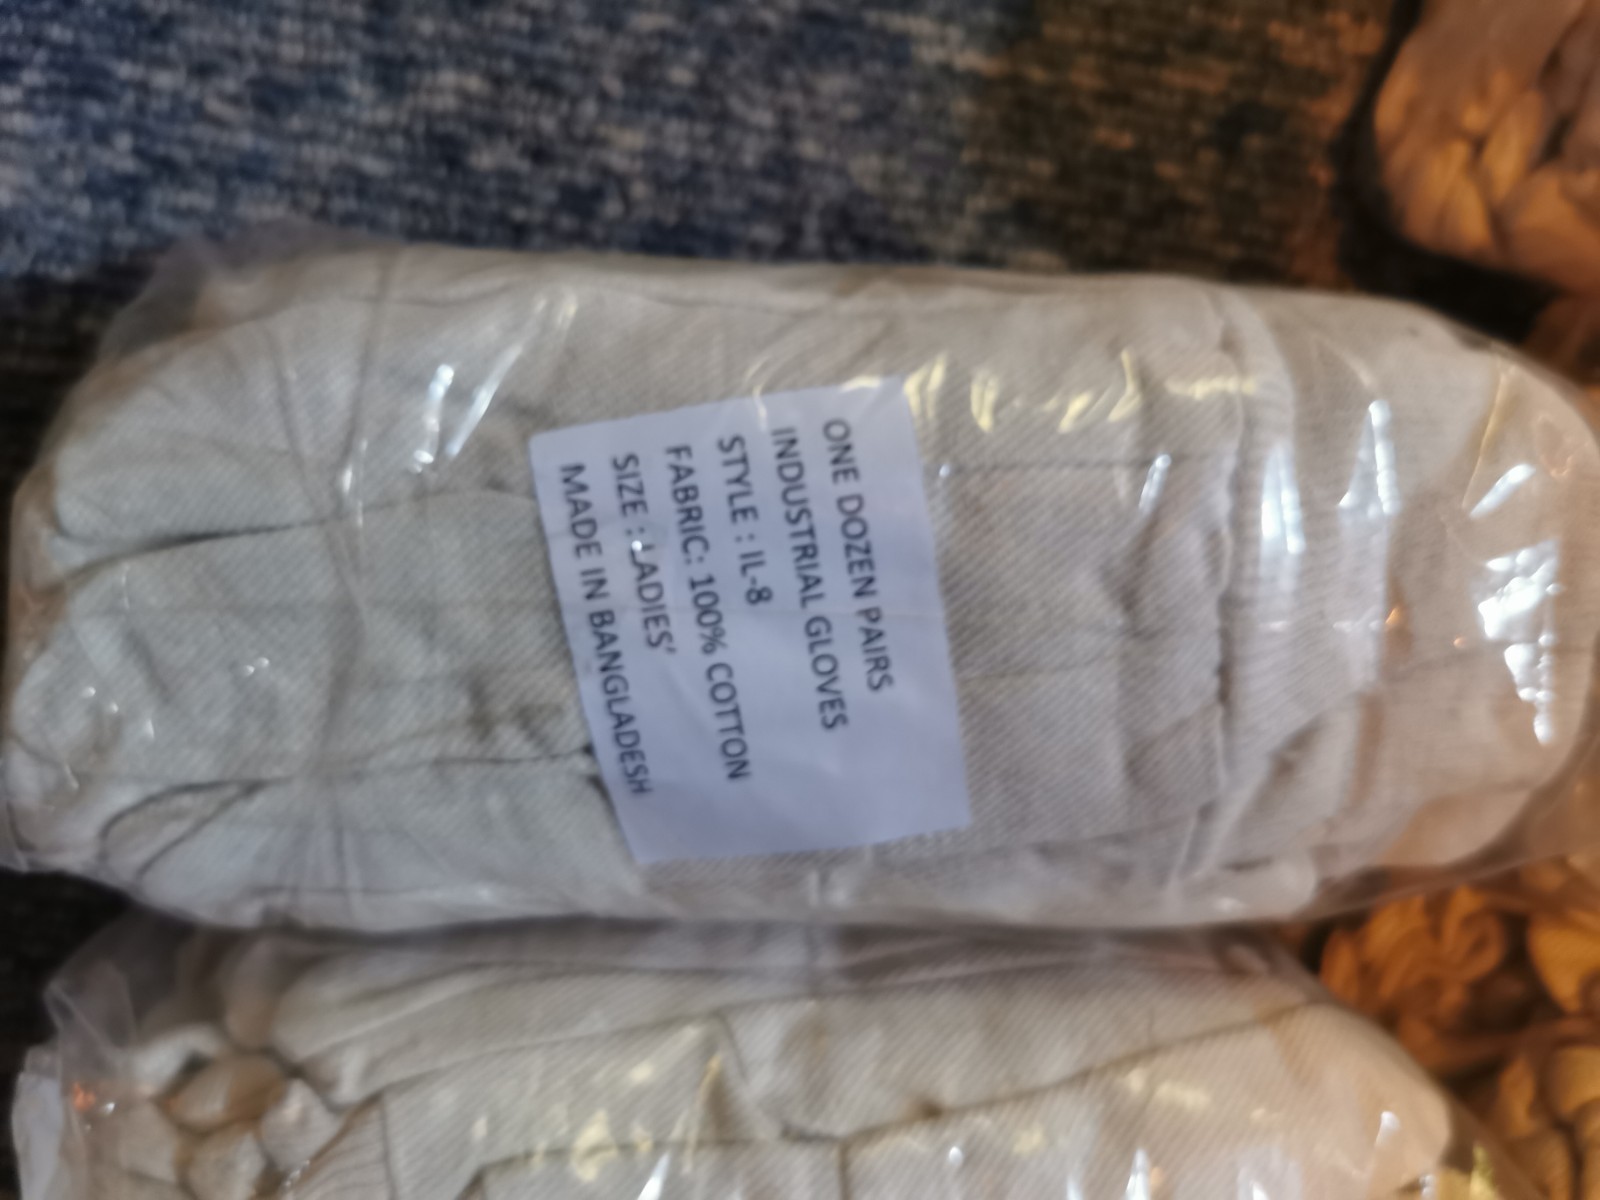 ONE DOZEN PAIRS
INDUSTRIAL GLOVES
STYLE : IL-8
FABRIC: 100% COTTON
SIZE : LADIES'
MADE IN BANGLADESH